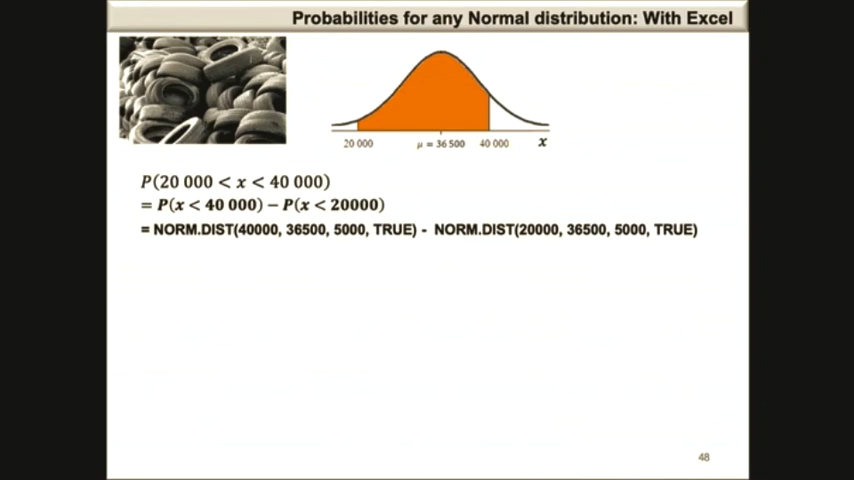 Probabilities for any Normal distribution: With Excel
20 000 μ = 36 500 40 000 x
P(20 000 < x < 40 000)
= P(x < 40 000) − P(x < 20000)
= NORM.DIST(40000, 36500, 5000, TRUE) - NORM.DIST(20000, 36500, 5000, TRUE)
48